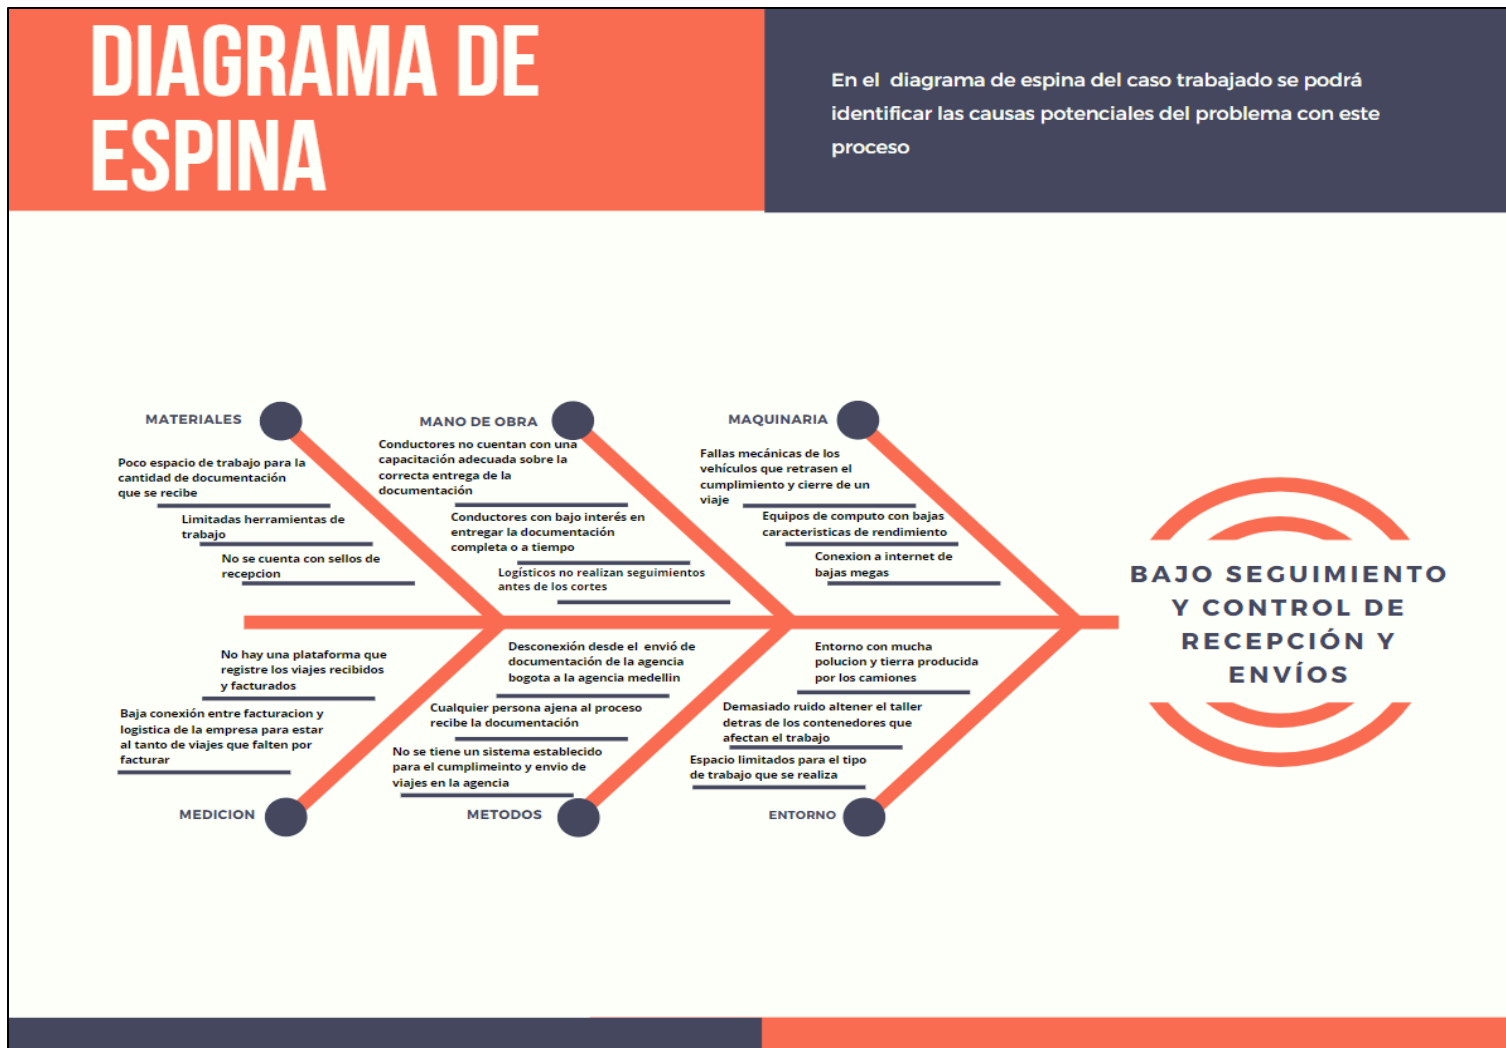 DIAGRAMA DE
ESPINA
En el diagrama de espina del caso trabajado se podrá
identificar las causas potenciales del problema con este
proceso
MATERIALES
Poco espacio de trabajo para la
cantidad de documentación
que se recibe
Limitadas herramientas de
trabajo
No se cuenta con sellos de
recepcion
MANO DE OBRA
Conductores no cuentan con una
capacitación adecuada sobre la
correcta entrega de la
documentación
Conductores con bajo interés en
entregar la documentación
completa o a tiempo
Logísticos no realizan seguimientos
antes de los cortes
MAQUINARIA
Fallas mecánicas de los
vehículos que retrasen el
cumplimiento y cierre de un
viaje
Equipos de computo con bajas
caracteristicas de rendimiento
Conexion a internet de
bajas megas
BAJO SEGUIMIENTO
Y CONTROL DE
RECEPCIÓN Y
ENVÍOS
No hay una plataforma que
registre los viajes recibidos
y facturados
Baja conexión entre facturacion y
logistica de la empresa para estar
al tanto de viajes que falten por
facturar
MEDICION
Desconexión desde el envió de
documentación de la agencia
bogota a la agencia medellin
Cualquier persona ajena al proceso
recibe la documentación
No se tiene un sistema establecido
para el cumplimeinto y envio de
viajes en la agencia
METODOS
Entorno con mucha
polucion y tierra producida
por los camiones
Demasiado ruido altener el taller
detras de los contenedores que
afectan el trabajo
Espacio limitados para el tipo
de trabajo que se realiza
ENTORNO